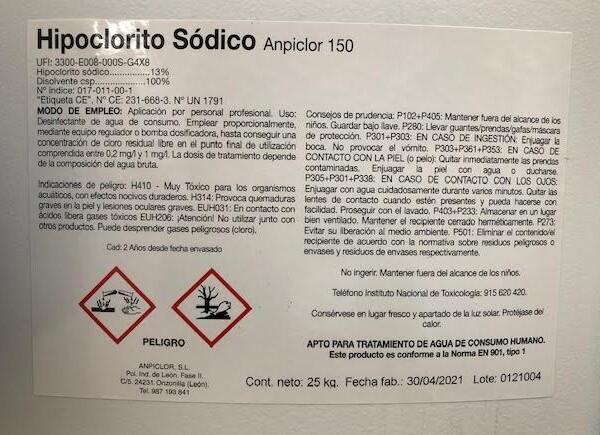 Hipoclorito Sódico Anpiclor 150
UFI: 3300-E008-000S-G4X8
Hipoclorito sódico................13%
Disolvente csp......................100%
N° índice: 017-011-00-1
"Etiqueta CE". Nº CE: 231-668-3. Nº UN 1791
MODO DE EMPLEO: Aplicación por personal profesional. Uso:
Desinfectante de agua de consumo. Emplear proporcionalmente,
mediante equipo regulador o bomba dosificadora, hasta conseguir una
concentración de cloro residual libre en el punto final de utilización
comprendida entre 0,2 mg/l y 1 mg/l. La dosis de tratamiento depende
de la composición del agua bruta.
Indicaciones de peligro: H410 - Muy Tóxico para los organismos
acuáticos, con efectos nocivos duraderos. H314: Provoca quemaduras
graves en la piel y lesiones oculares graves. EUH031: En contacto con
ácidos libera gases tóxicos EUH206: ¡Atención! No utilizar junto con
otros productos. Puede desprender gases peligrosos (cloro).
Cad: 2 Años desde fecha envasado
PELIGRO
ANPICLOR, S.L.
Pol. Ind. de León. Fase II.
C/5. 24231 Onzonilla (León).
Tel: 987 193 841
Consejos de prudencia: P102+P405: Mantener fuera del alcance de los
niños. Guardar bajo llave. P280: Llevar guantes/prendas/gafas/máscara
de protección. P301+P303: EN CASO DE INGESTIÓN: Enjuagar la
boca. No provocar el vómito. P303+P361+P353: EN CASO DE
CONTACTO CON LA PIEL (o pelo): Quitar inmediatamente las prendas
contaminadas. Enjuagar la piel con agua o ducharse.
P305+P301+P338: EN CASO DE CONTACTO CON LOS OJOS:
Enjuagar con agua cuidadosamente durante varios minutos. Quitar las
lentes de contacto cuando estén presentes y pueda hacerse con
facilidad. Proseguir con el lavado. P403+P233: Almacenar en un lugar
bien ventilado. Mantener el recipiente cerrado herméticamente. P273:
Evitar su liberación al medio ambiente. P501: Eliminar el contenido/el
recipiente de acuerdo con la normativa sobre residuos peligrosos o
envases y residuos de envases respectivamente.
No ingerir. Mantener fuera del alcance de los niños.
Teléfono Instituto Nacional de Toxicología: 915 620 420.
Consérvese en lugar fresco y apartado de la luz solar. Protéjase del
calor.
APTO PARA TRATAMIENTO DE AGUA DE CONSUMO HUMANO.
Este producto es conforme a la Norma EN 901, tipo 1
Cont. neto: 25 kg. Fecha fab.: 30/04/2021 Lote: 0121004